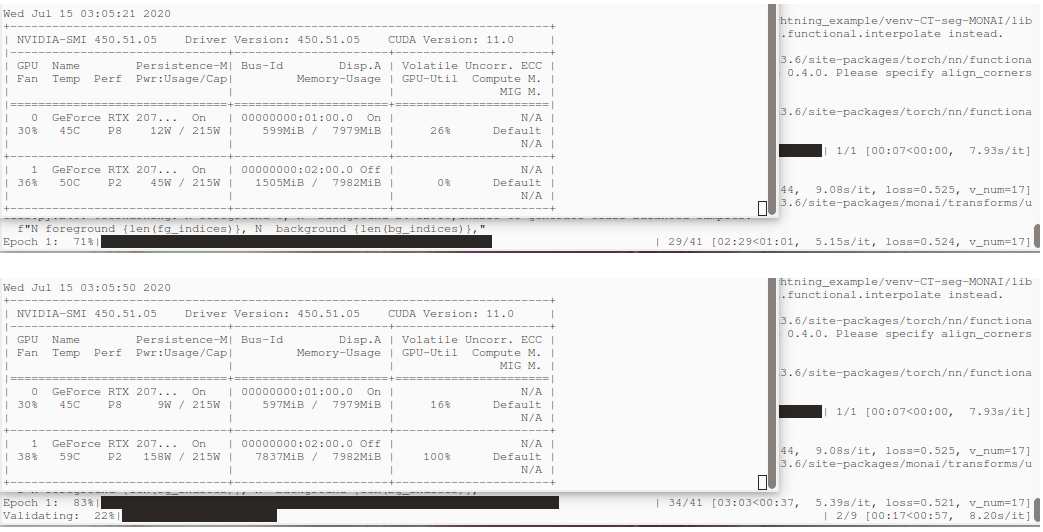 Wed Jul 15 03:05:21 2020
| NVIDIA-SMI 450.51.05    Driver Version: 450.51.05    CUDA Version: 11.0     |
| GPU  Name        Persistence-M| Bus-Id        Disp.A | Volatile Uncorr. ECC |
| Fan  Temp  Perf  Pwr:Usage/Cap|         Memory-Usage | GPU-Util  Compute M. |
|                               |                      |               MIG M. |
|   0  GeForce RTX 207...  On   | 00000000:01:00.0  On |                  N/A |
| 30%   45C    P8    12W / 215W |    599MiB /  7979MiB |     26%      Default |
|                               |                      |                  N/A |
|   1  GeForce RTX 207...  On   | 00000000:02:00.0 Off |                  N/A |
| 36%   50C    P2    45W / 215W |   1505MiB /  7982MiB |      0%      Default |
|                               |                      |                  N/A |
htning_example/venv-CT-seg-MONAI/lib
.functional.interpolate instead.
3.6/site-packages/torch/nn/functiona
0.4.0. Please specify align_corners
3.6/site-packages/torch/nn/functiona
| 1/1 [00:07<00:00,  7.93s/it]
44,  9.08s/it, loss=0.525, v_num=17]
3.6/site-packages/monai/transforms/u
f"N foreground {len(fg_indices)}, N  background {len(bg_indices)},"
Epoch 1:  71%| | 29/41 [02:29<01:01,  5.15s/it, loss=0.524, v_num=17]
Wed Jul 15 03:05:50 2020
| NVIDIA-SMI 450.51.05    Driver Version: 450.51.05    CUDA Version: 11.0     |
| GPU  Name        Persistence-M| Bus-Id        Disp.A | Volatile Uncorr. ECC |
| Fan  Temp  Perf  Pwr:Usage/Cap|         Memory-Usage | GPU-Util  Compute M. |
|                               |                      |               MIG M. |
|   0  GeForce RTX 207...  On   | 00000000:01:00.0  On |                  N/A |
| 30%   45C    P8     9W / 215W |    597MiB /  7979MiB |     16%      Default |
|                               |                      |                  N/A |
|   1  GeForce RTX 207...  On   | 00000000:02:00.0 Off |                  N/A |
| 38%   59C    P2   158W / 215W |   7837MiB /  7982MiB |    100%      Default |
|                               |                      |                  N/A |
htning_example/venv-CT-seg-MONAI/lib
.functional.interpolate instead.
3.6/site-packages/torch/nn/functiona
0.4.0. Please specify align_corners
3.6/site-packages/torch/nn/functiona
| 1/1 [00:07<00:00,  7.93s/it]
44,  9.08s/it, loss=0.525, v_num=17]
3.6/site-packages/monai/transforms/u
Epoch 1:  83%| | 34/41 [03:03<00:37,  5.39s/it, loss=0.521, v_num=17]
Validating:  22%| | 2/9 [00:17<00:57,  8.20s/it]